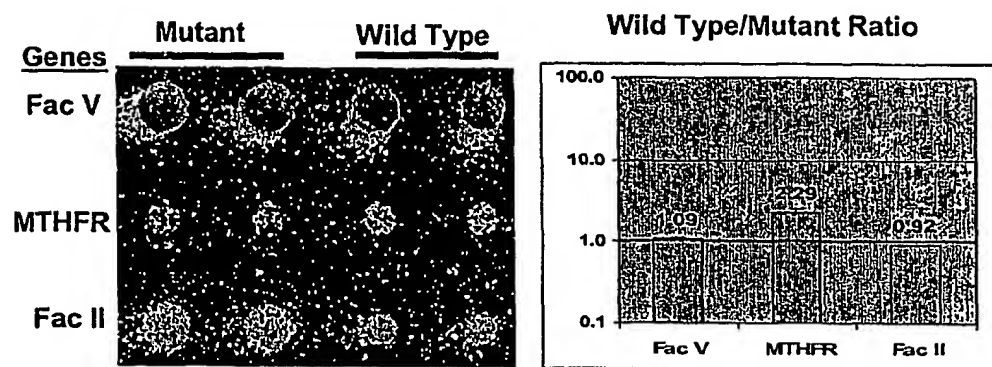 Mutant
Wild Type
Genes
Fac V
MTHFR
Fac II
Wild Type/Mutant Ratio
100.0
10.0
1.0
0.1
1.09
2.29
0.92
Fac V
MTHFR
Fac II